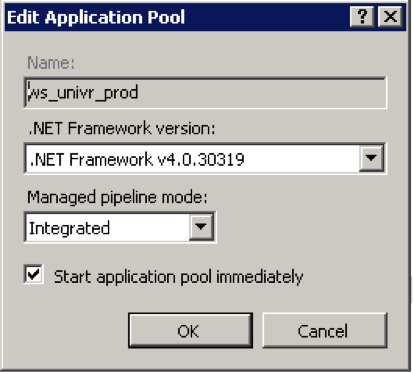 Edit Application Pool
Name:
ws_univr_prod
.NET Framework version:
.NET Framework v4.0.30319
Managed pipeline mode:
Integrated
Start application pool immediately
OK
Cancel